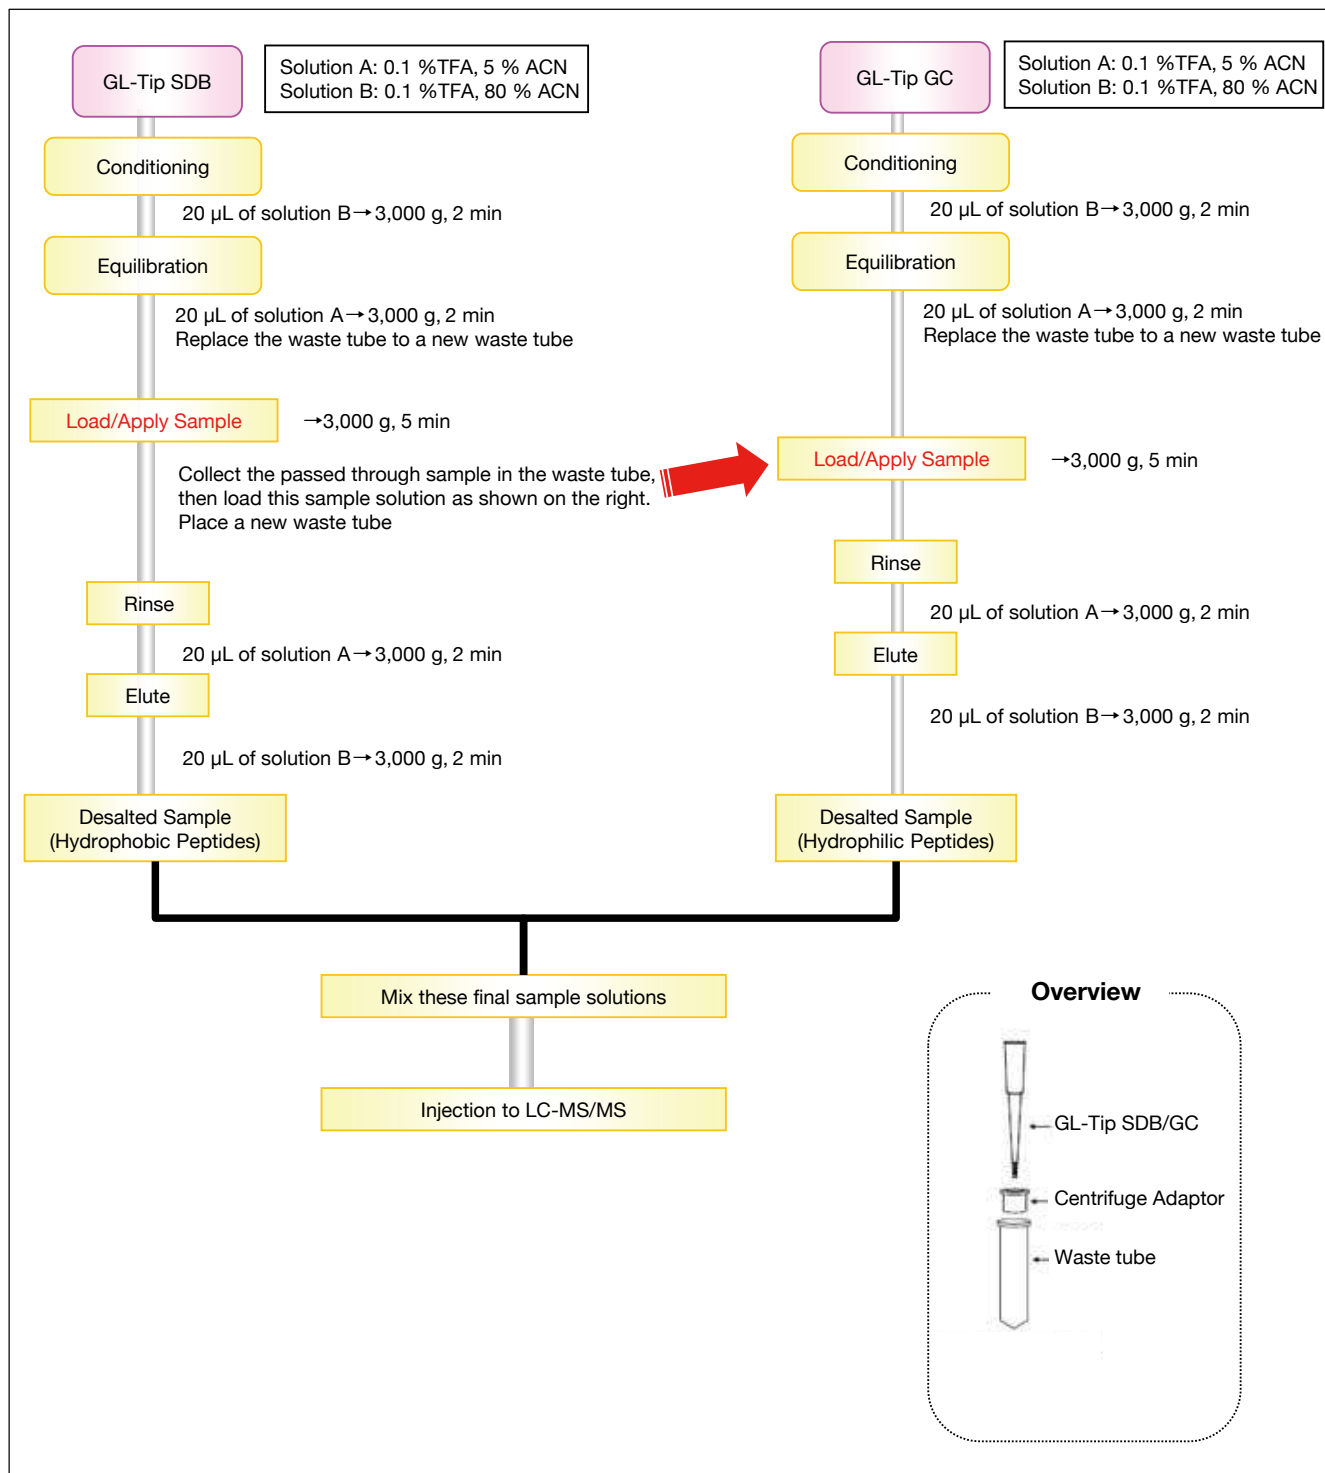 GL-Tip SDB
Solution A: 0.1 %TFA, 5 % ACN
Solution B: 0.1 %TFA, 80 % ACN
Conditioning
20 µL of solution B→3,000 g, 2 min
Equilibration
20 µL of solution A→3,000 g, 2 min
Replace the waste tube to a new waste tube
Load/Apply Sample
→3,000 g, 5 min
Collect the passed through sample in the waste tube,
then load this sample solution as shown on the right.
Place a new waste tube
Rinse
20 µL of solution A→3,000 g, 2 min
Elute
20 µL of solution B→3,000 g, 2 min
Desalted Sample
(Hydrophobic Peptides)
GL-Tip GC
Solution A: 0.1 %TFA, 5 % ACN
Solution B: 0.1 %TFA, 80 % ACN
Conditioning
20 µL of solution B→3,000 g, 2 min
Equilibration
20 µL of solution A→3,000 g, 2 min
Replace the waste tube to a new waste tube
Load/Apply Sample
→3,000 g, 5 min
Rinse
20 µL of solution A→3,000 g, 2 min
Elute
20 µL of solution B→3,000 g, 2 min
Desalted Sample
(Hydrophilic Peptides)
Mix these final sample solutions
Injection to LC-MS/MS
Overview
GL-Tip SDB/GC
Centrifuge Adaptor
Waste tube